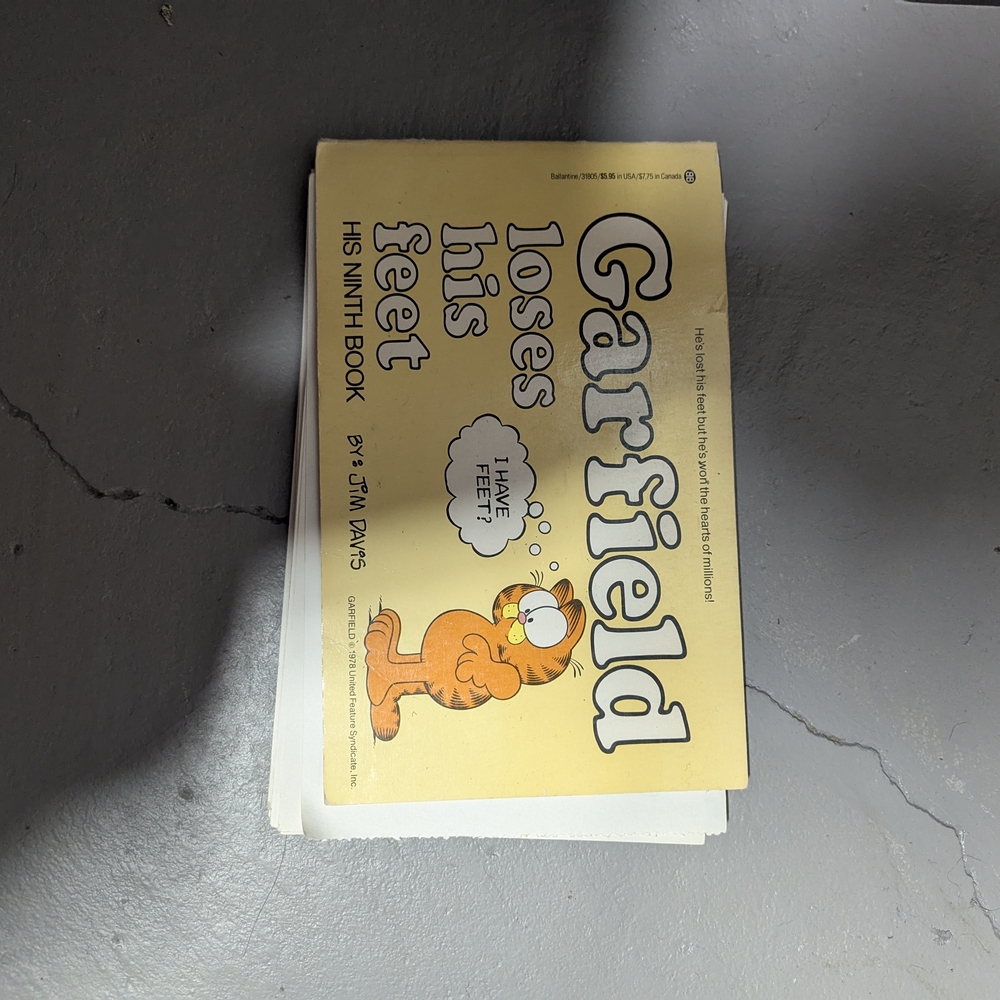 BB Ballantine/31805/$5.95 in USA/$7.75 in Canada
He's lost his feet but he's won the hearts of millions!
Garfield
loses
his
feet
HIS NINTH BOOK
I HAVE
FEET?
BY: JIM DAVIS
GARFIELD © 1978 United Feature Syndicate, Inc.